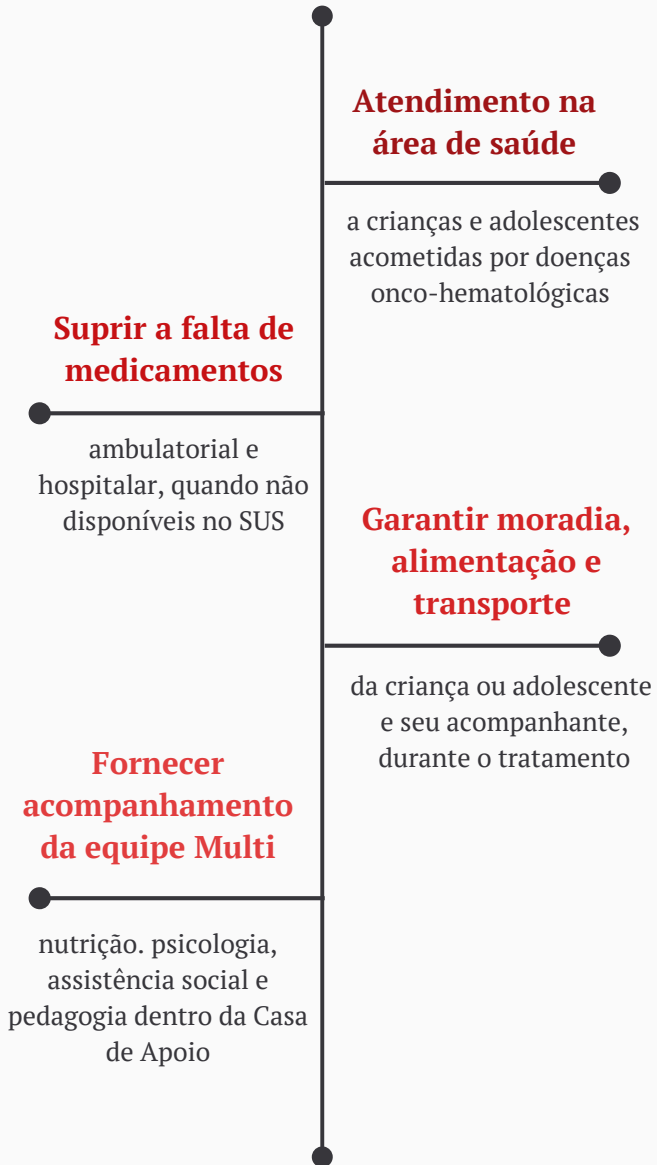 Atendimento na
área de saúde
a crianças e adolescentes
acometidas por doenças
onco-hematológicas
Suprir a falta de
medicamentos
ambulatorial e
hospitalar, quando não
disponíveis no SUS
Garantir moradia,
alimentação e
transporte
da criança ou adolescente
e seu acompanhante,
durante o tratamento
Fornecer
acompanhamento
da equipe Multi
nutrição. psicologia,
assistência social e
pedagogia dentro da Casa
de Apoio